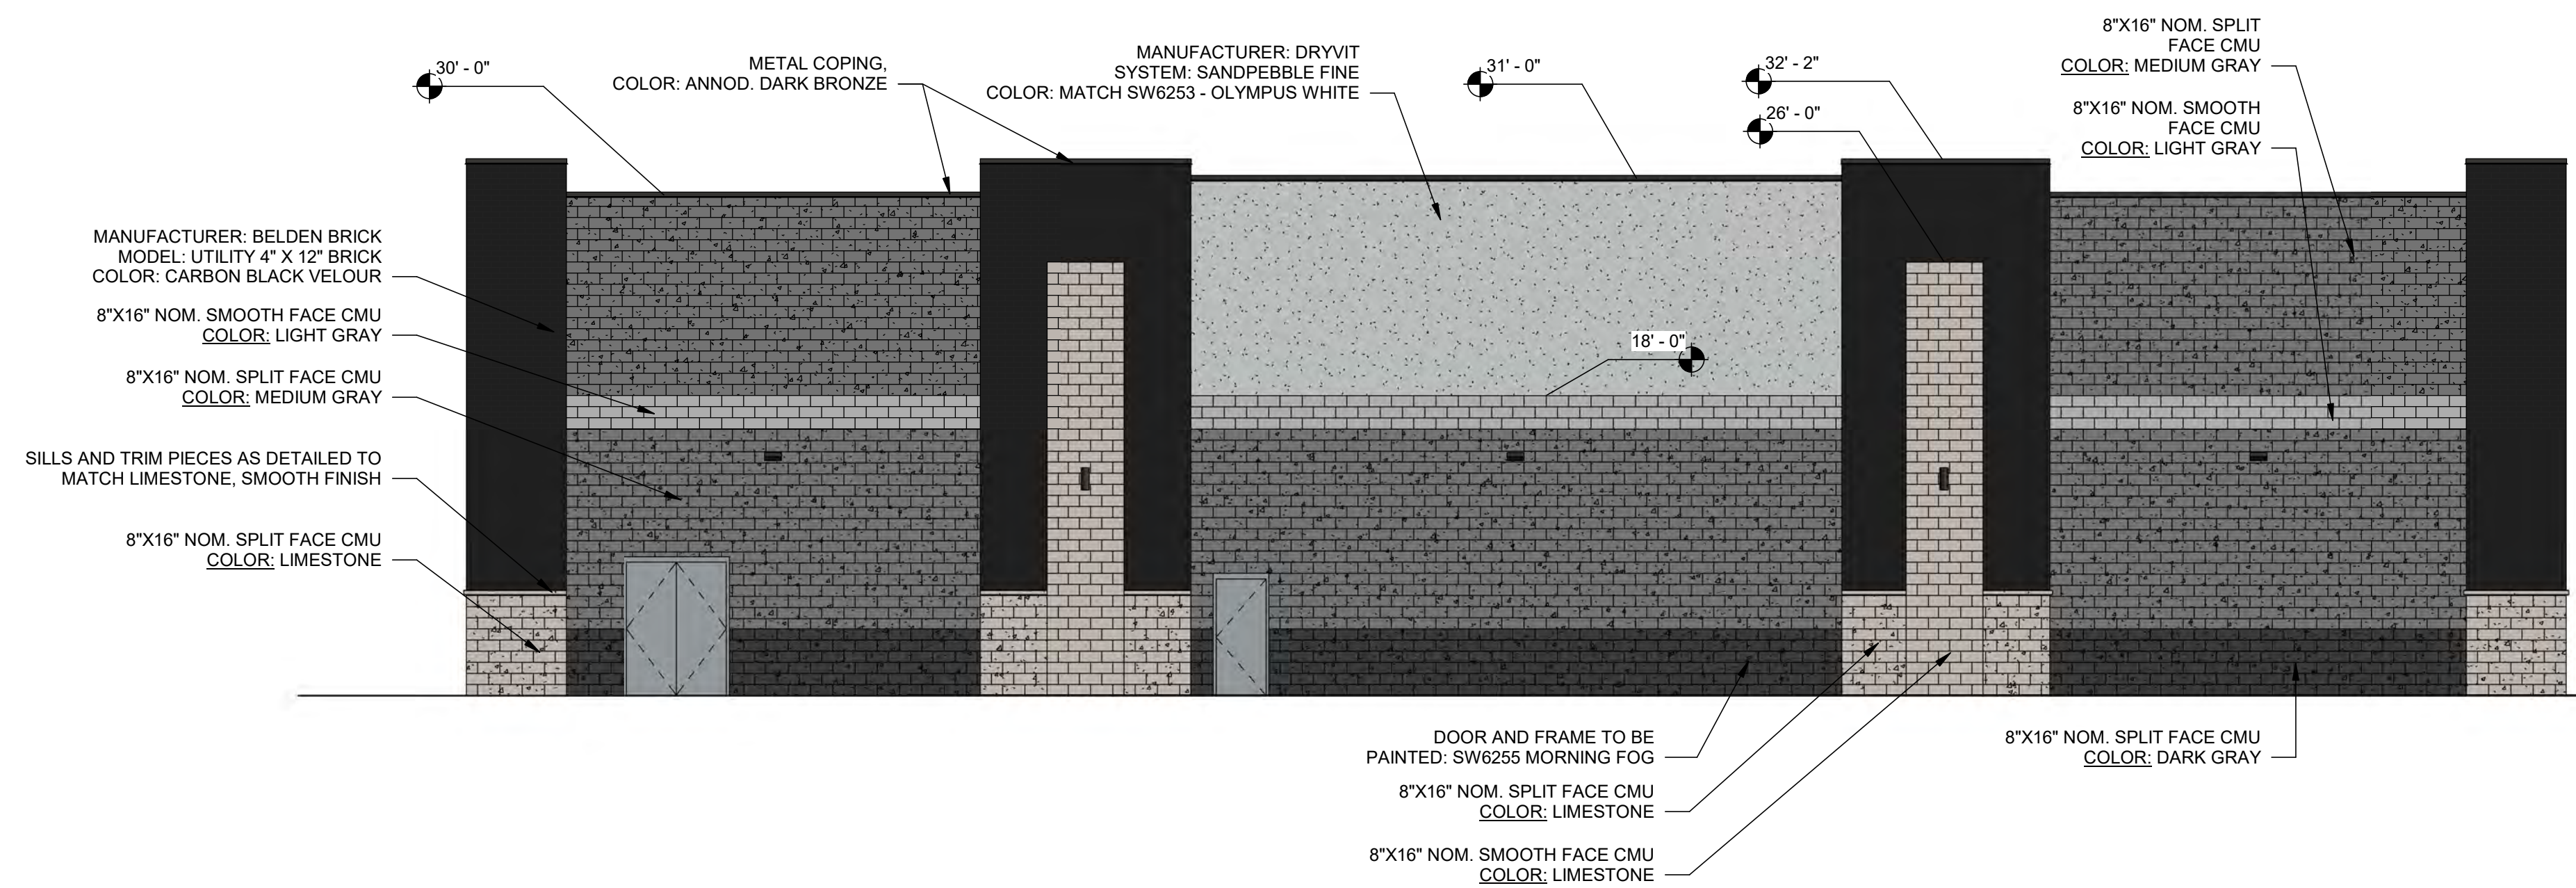 30' - 0"
METAL COPING,
COLOR: ANNOD. DARK BRONZE
MANUFACTURER: DRYVIT
SYSTEM: SANDPEBBLE FINE
COLOR: MATCH SW6253 - OLYMPUS WHITE
31' - 0"
32' - 2"
26' - 0"
8"X16" NOM. SPLIT
FACE CMU
COLOR: MEDIUM GRAY
8"X16" NOM. SMOOTH
FACE CMU
COLOR: LIGHT GRAY
MANUFACTURER: BELDEN BRICK
MODEL: UTILITY 4" X 12" BRICK
COLOR: CARBON BLACK VELOUR
8"X16" NOM. SMOOTH FACE CMU
COLOR: LIGHT GRAY
8"X16" NOM. SPLIT FACE CMU
COLOR: MEDIUM GRAY
SILLS AND TRIM PIECES AS DETAILED TO
MATCH LIMESTONE, SMOOTH FINISH
8"X16" NOM. SPLIT FACE CMU
COLOR: LIMESTONE
18' - 0"
DOOR AND FRAME TO BE
PAINTED: SW6255 MORNING FOG
8"X16" NOM. SPLIT FACE CMU
COLOR: LIMESTONE
8"X16" NOM. SMOOTH FACE CMU
COLOR: LIMESTONE
8"X16" NOM. SPLIT FACE CMU
COLOR: DARK GRAY